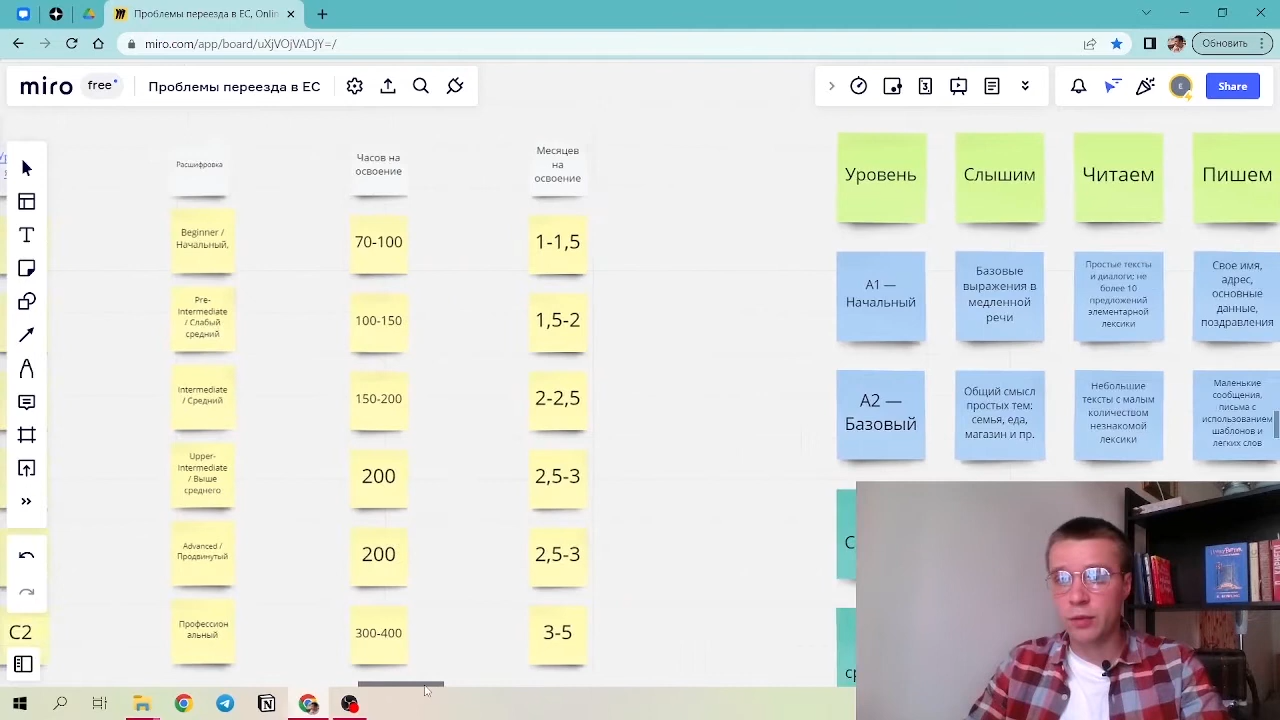 Проблемы переезда в ЕС, Onlin
miro.com/app/board/uXjVOjVADjY=/
Обновить
miro
free
Проблемы переезда в ЕС
Share
Расшифровка
Часов на
освоение
Месяцев
на
освоение
Beginner /
Начальный,
70-100
1-1,5
Pre-
Intermediate
/ Слабый
средний
100-150
1,5-2
Intermediate
/ Средний
150-200
2-2,5
Upper-
Intermediate
/ Выше
среднего
200
2,5-3
Advanced /
Продвинутый
200
2,5-3
C2
Професcион
альный
300-400
3-5
Уровень
Слышим
Читаем
Пишем
A1 —
Начальный
Базовые
выражения в
медленной
речи
Простые тексты
и диалоги; не
более 10
предложений
элементарной
лексики
Свое имя,
адрес,
основные
данные,
поздравления
A2 —
Базовый
Общий смысл
простых тем:
семья, еда,
магазин и пр.
Небольшие
тексты с малым
количеством
незнакомой
лексики
Маленькие
сообщения,
письма с
использованием
шаблонов и
легких слов